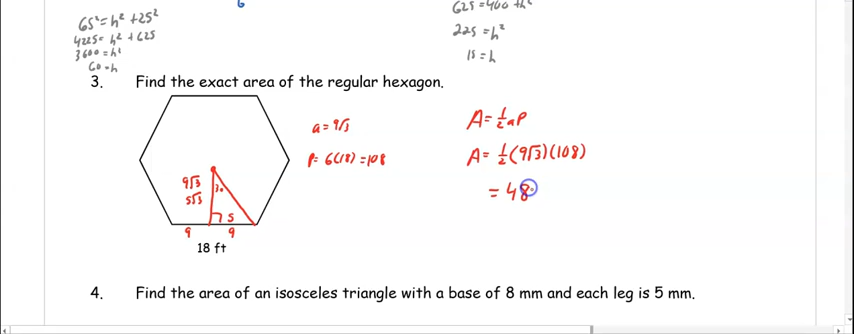 65² = h² + 25²
4225 = h² + 625
3600 = h²
60 = h
6
625 = 400 + h²
225 = h²
15 = h
3. Find the exact area of the regular hexagon.
a = 9√3
P = 6(18) = 108
A = ½aP
A = ½(9√3)(108)
= 48
9√3
5√3
30
5
9
9
18 ft
4. Find the area of an isosceles triangle with a base of 8 mm and each leg is 5 mm.